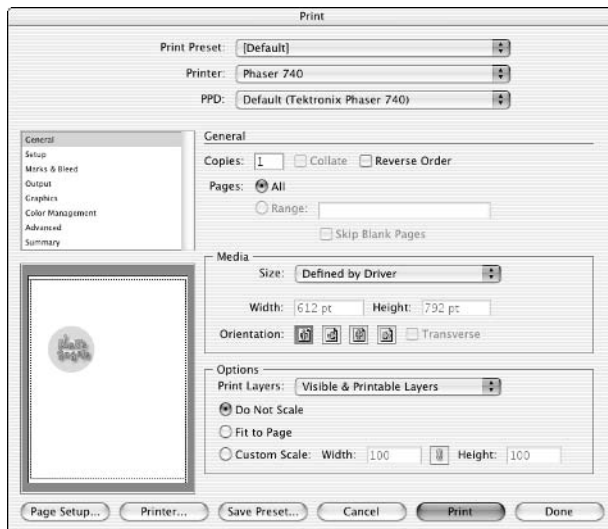 Print
Print Preset: [Default]
Printer: Phaser 740
PPD: Default (Tektronix Phaser 740)
General
Setup
Marks & Bleed
Output
Graphics
Color Management
Advanced
Summary
General
Copies: 1 Collate Reverse Order
Pages: All
Range:
Skip Blank Pages
Media
Size: Defined by Driver
Width: 612 pt Height: 792 pt
Orientation: Transverse
Options
Print Layers: Visible & Printable Layers
Do Not Scale
Fit to Page
Custom Scale: Width: 100 Height: 100
Page Setup... Printer... Save Preset... Cancel Print Done